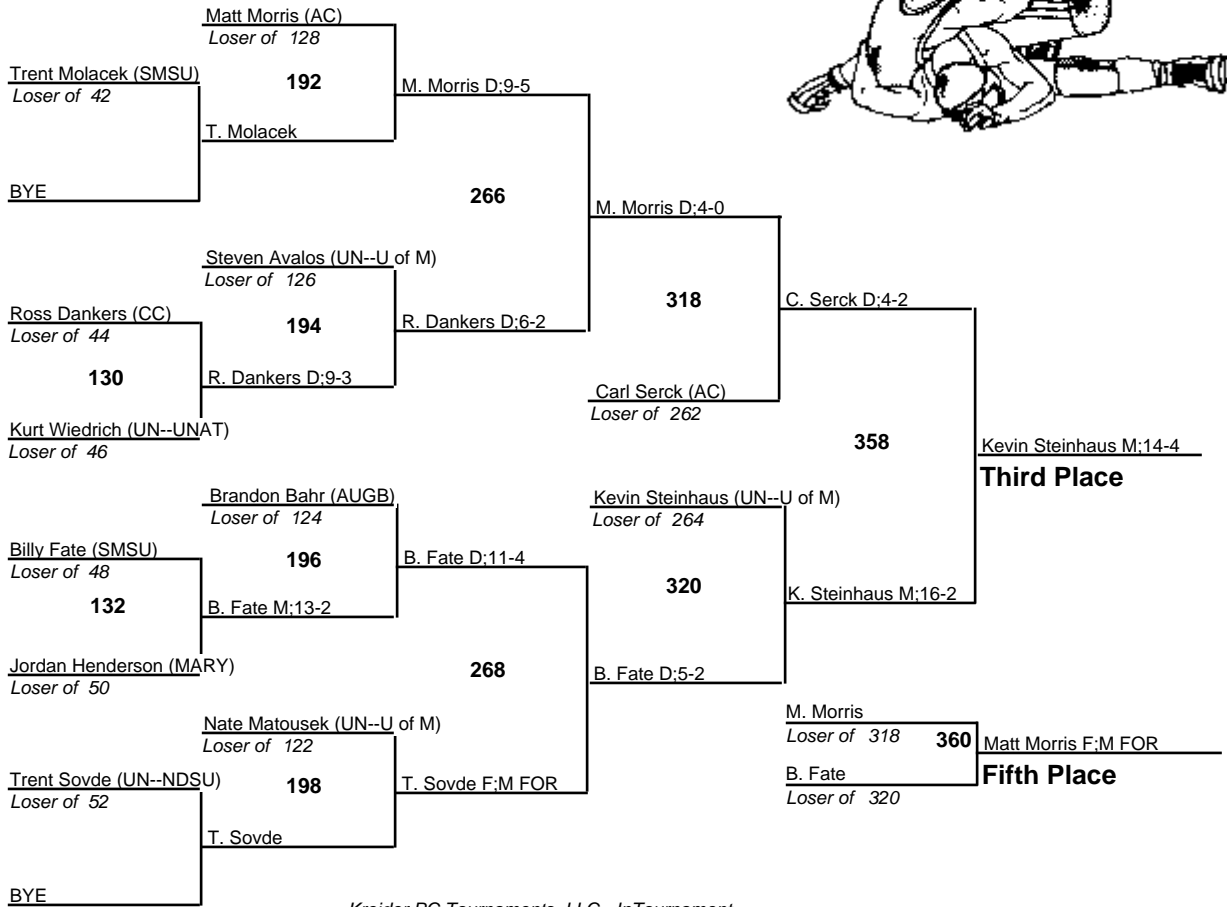 Matt Morris (AC)
Loser of 128
Trent Molacek (SMSU)
Loser of 42
192
M. Morris D;9-5
T. Molacek
BYE
266
M. Morris D;4-0
Steven Avalos (UN--U of M)
Loser of 126
Ross Dankers (CC)
Loser of 44
194
R. Dankers D;6-2
318
C. Serck D;4-2
130
R. Dankers D;9-3
Carl Serck (AC)
Loser of 262
Kurt Wiedrich (UN--UNAT)
Loser of 46
358
Kevin Steinhaus M;14-4
Third Place
Brandon Bahr (AUGB)
Loser of 124
Kevin Steinhaus (UN--U of M)
Loser of 264
Billy Fate (SMSU)
Loser of 48
196
B. Fate D;11-4
320
K. Steinhaus M;16-2
132
B. Fate M;13-2
Jordan Henderson (MARY)
Loser of 50
268
B. Fate D;5-2
Nate Matousek (UN--U of M)
Loser of 122
M. Morris
Loser of 318
360
Matt Morris F;M FOR
Fifth Place
B. Fate
Loser of 320
Trent Sovde (UN--NDSU)
Loser of 52
198
T. Sovde F;M FOR
T. Sovde
BYE